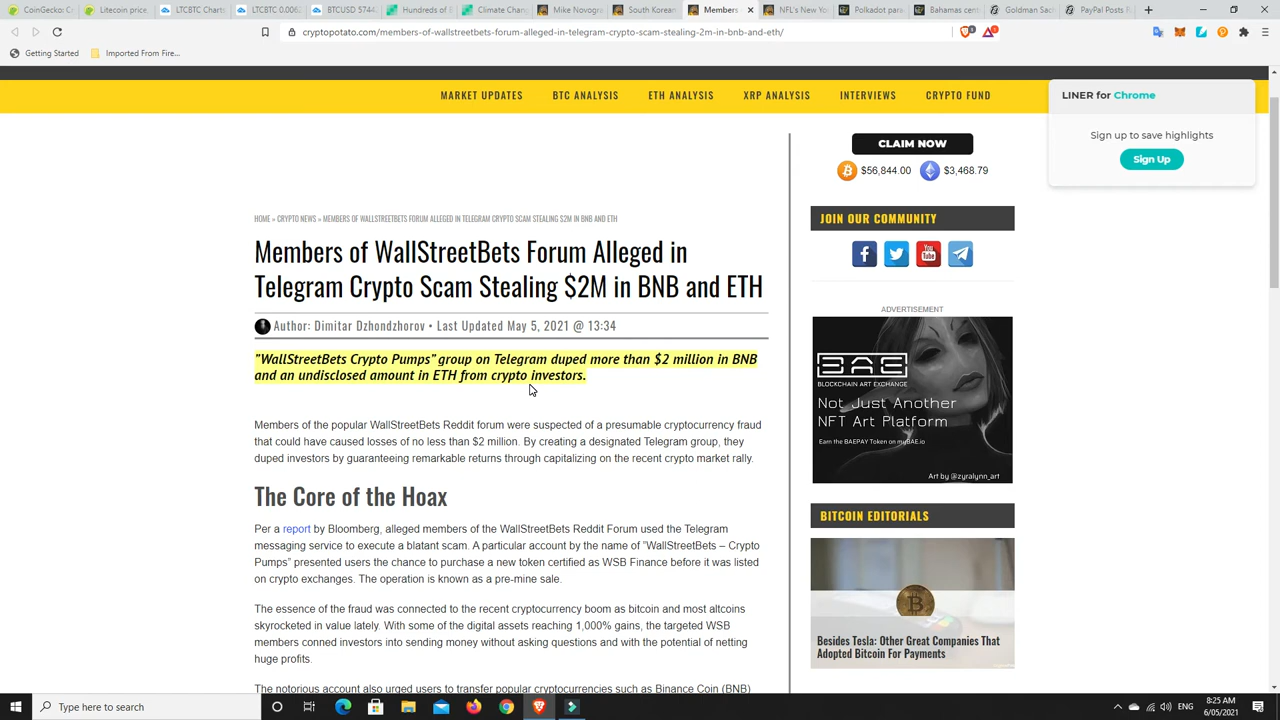 CoinGecko: Cr
Litecoin price
LTCBTC Charts
LTCBTC 0.0062
BTCUSD 5744
Hundreds of E
Climate Chan
Mike Novogra
South Korean
Members
NFL's New Yo
Polkadot para
Bahamas cent
Goldman Sach
PayPal Posts R
cryptopotato.com/members-of-wallstreetbets-forum-alleged-in-telegram-crypto-scam-stealing-2m-in-bnb-and-eth/
Getting Started
Imported From Fire...
MARKET UPDATES
BTC ANALYSIS
ETH ANALYSIS
XRP ANALYSIS
INTERVIEWS
CRYPTO FUND
LINER for Chrome
Sign up to save highlights
Sign Up
CLAIM NOW
$56,844.00
$3,468.79
HOME » CRYPTO NEWS » MEMBERS OF WALLSTREETBETS FORUM ALLEGED IN TELEGRAM CRYPTO SCAM STEALING $2M IN BNB AND ETH
Members of WallStreetBets Forum Alleged in
Telegram Crypto Scam Stealing $2M in BNB and ETH
Author: Dimitar Dzhondzhorov • Last Updated May 5, 2021 @ 13:34
"WallStreetBets Crypto Pumps" group on Telegram duped more than $2 million in BNB
and an undisclosed amount in ETH from crypto investors.
Members of the popular WallStreetBets Reddit forum were suspected of a presumable cryptocurrency fraud
that could have caused losses of no less than $2 million. By creating a designated Telegram group, they
duped investors by guaranteeing remarkable returns through capitalizing on the recent crypto market rally.
The Core of the Hoax
Per a report by Bloomberg, alleged members of the WallStreetBets Reddit Forum used the Telegram
messaging service to execute a blatant scam. A particular account by the name of "WallStreetBets – Crypto
Pumps" presented users the chance to purchase a new token certified as WSB Finance before it was listed
on crypto exchanges. The operation is known as a pre-mine sale.
The essence of the fraud was connected to the recent cryptocurrency boom as bitcoin and most altcoins
skyrocketed in value lately. With some of the digital assets reaching 1,000% gains, the targeted WSB
members conned investors into sending money without asking questions and with the potential of netting
huge profits.
The notorious account also urged users to transfer popular cryptocurrencies such as Binance Coin (BNB)
JOIN OUR COMMUNITY
You
Tube
ADVERTISEMENT
BAE
BLOCKCHAIN ART EXCHANGE
Not Just Another
NFT Art Platform
Earn the BAEPAY Token on myBAE.io
Art by @zyralynn_art
BITCOIN EDITORIALS
Besides Tesla: Other Great Companies That
Adopted Bitcoin For Payments
Type here to search
ENG
8:25 AM
6/05/2021